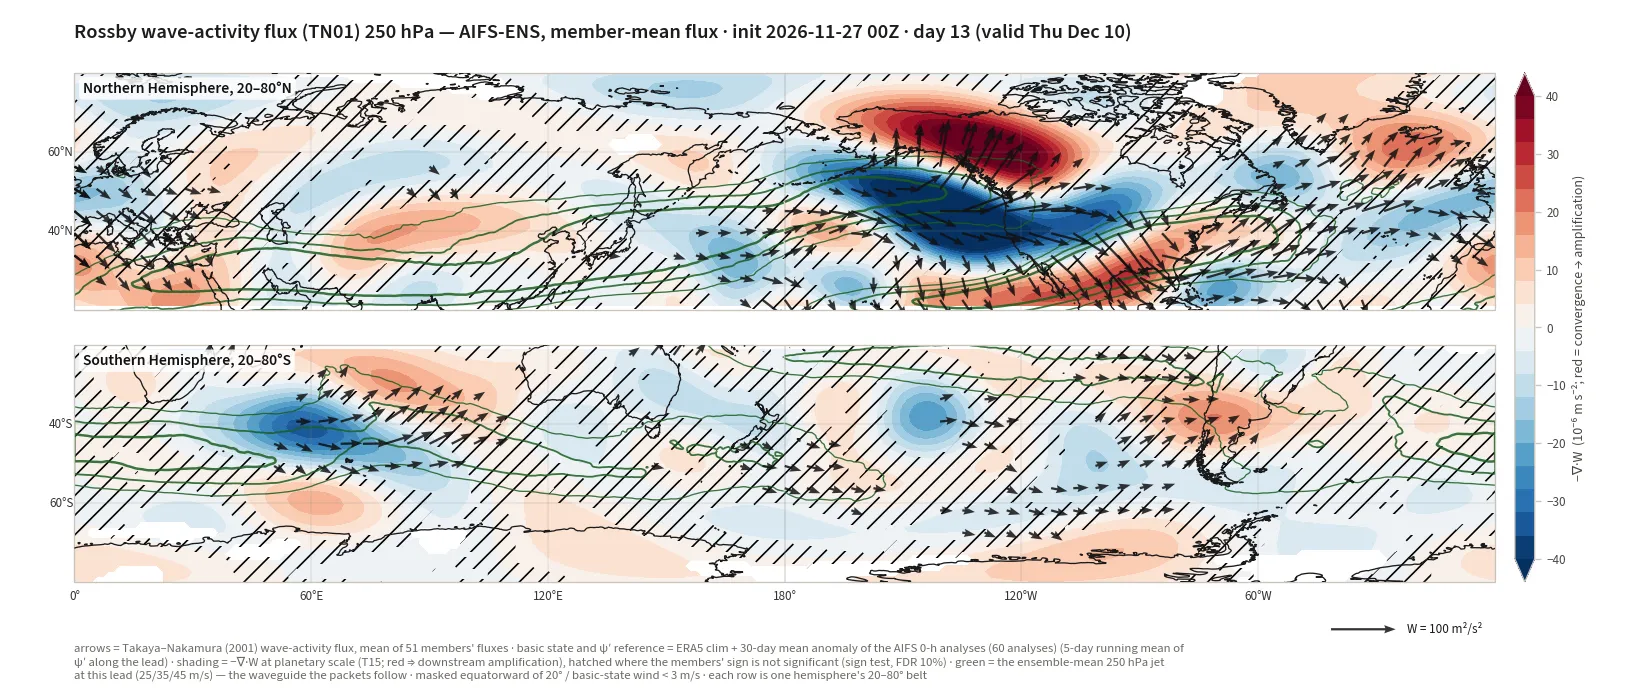 Rossby wave-activity flux (TN01) 250 hPa — AIFS-ENS, member-mean flux · init 2026-11-27 00Z · day 13 (valid Thu Dec 10)
Northern Hemisphere, 20–80°N
60°N
40°N
Southern Hemisphere, 20–80°S
40°S
60°S
0°
60°E
120°E
180°
120°W
60°W
40
30
20
10
0
−10
−20
−30
−40
−∇·W (10⁻⁶ m s⁻²; red = convergence → amplification)
W = 100 m²/s²
arrows = Takaya–Nakamura (2001) wave-activity flux, mean of 51 members' fluxes · basic state and ψ' reference = ERA5 clim + 30-day mean anomaly of the AIFS 0-h analyses (60 analyses) (5-day running mean of
ψ' along the lead) · shading = −∇·W at planetary scale (T15; red ⇒ downstream amplification), hatched where the members' sign is not significant (sign test, FDR 10%) · green = the ensemble-mean 250 hPa jet
at this lead (25/35/45 m/s) — the waveguide the packets follow · masked equatorward of 20° / basic-state wind < 3 m/s · each row is one hemisphere's 20–80° belt